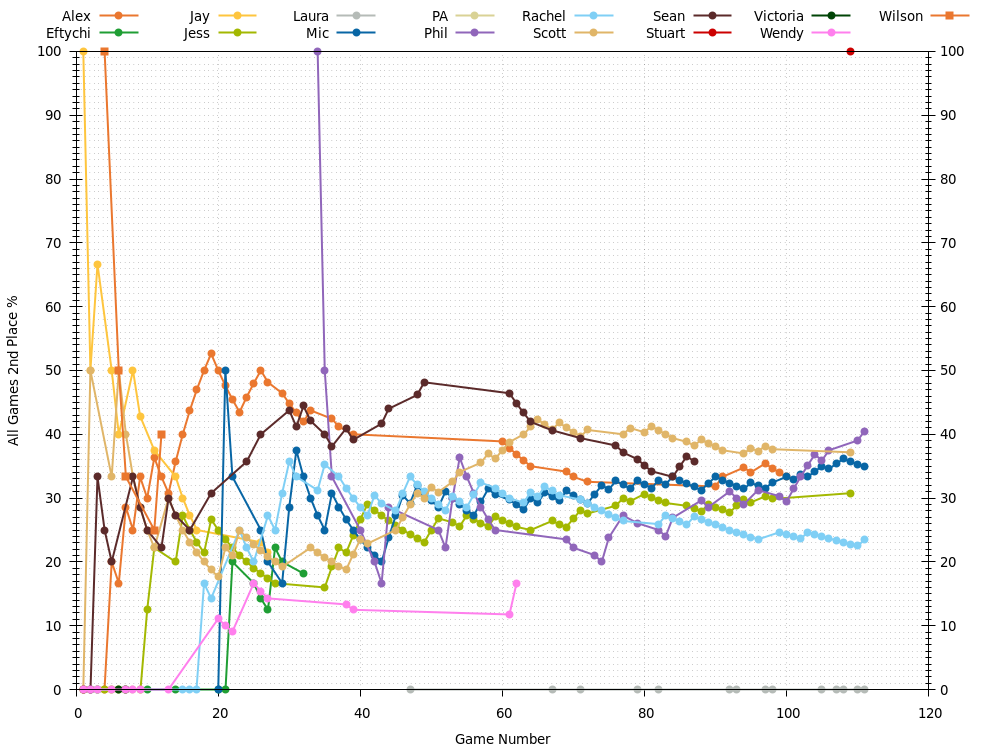 Alex Jay Laura PA Rachel Sean Victoria Wilson
Eftychi Jess Mic Phil Scott Stuart Wendy
100 100
90 90
80 80
70 70
60 60
50 50
40 40
30 30
20 20
10 10
0 0
All Games 2nd Place %
0 20 40 60 80 100 120
Game Number